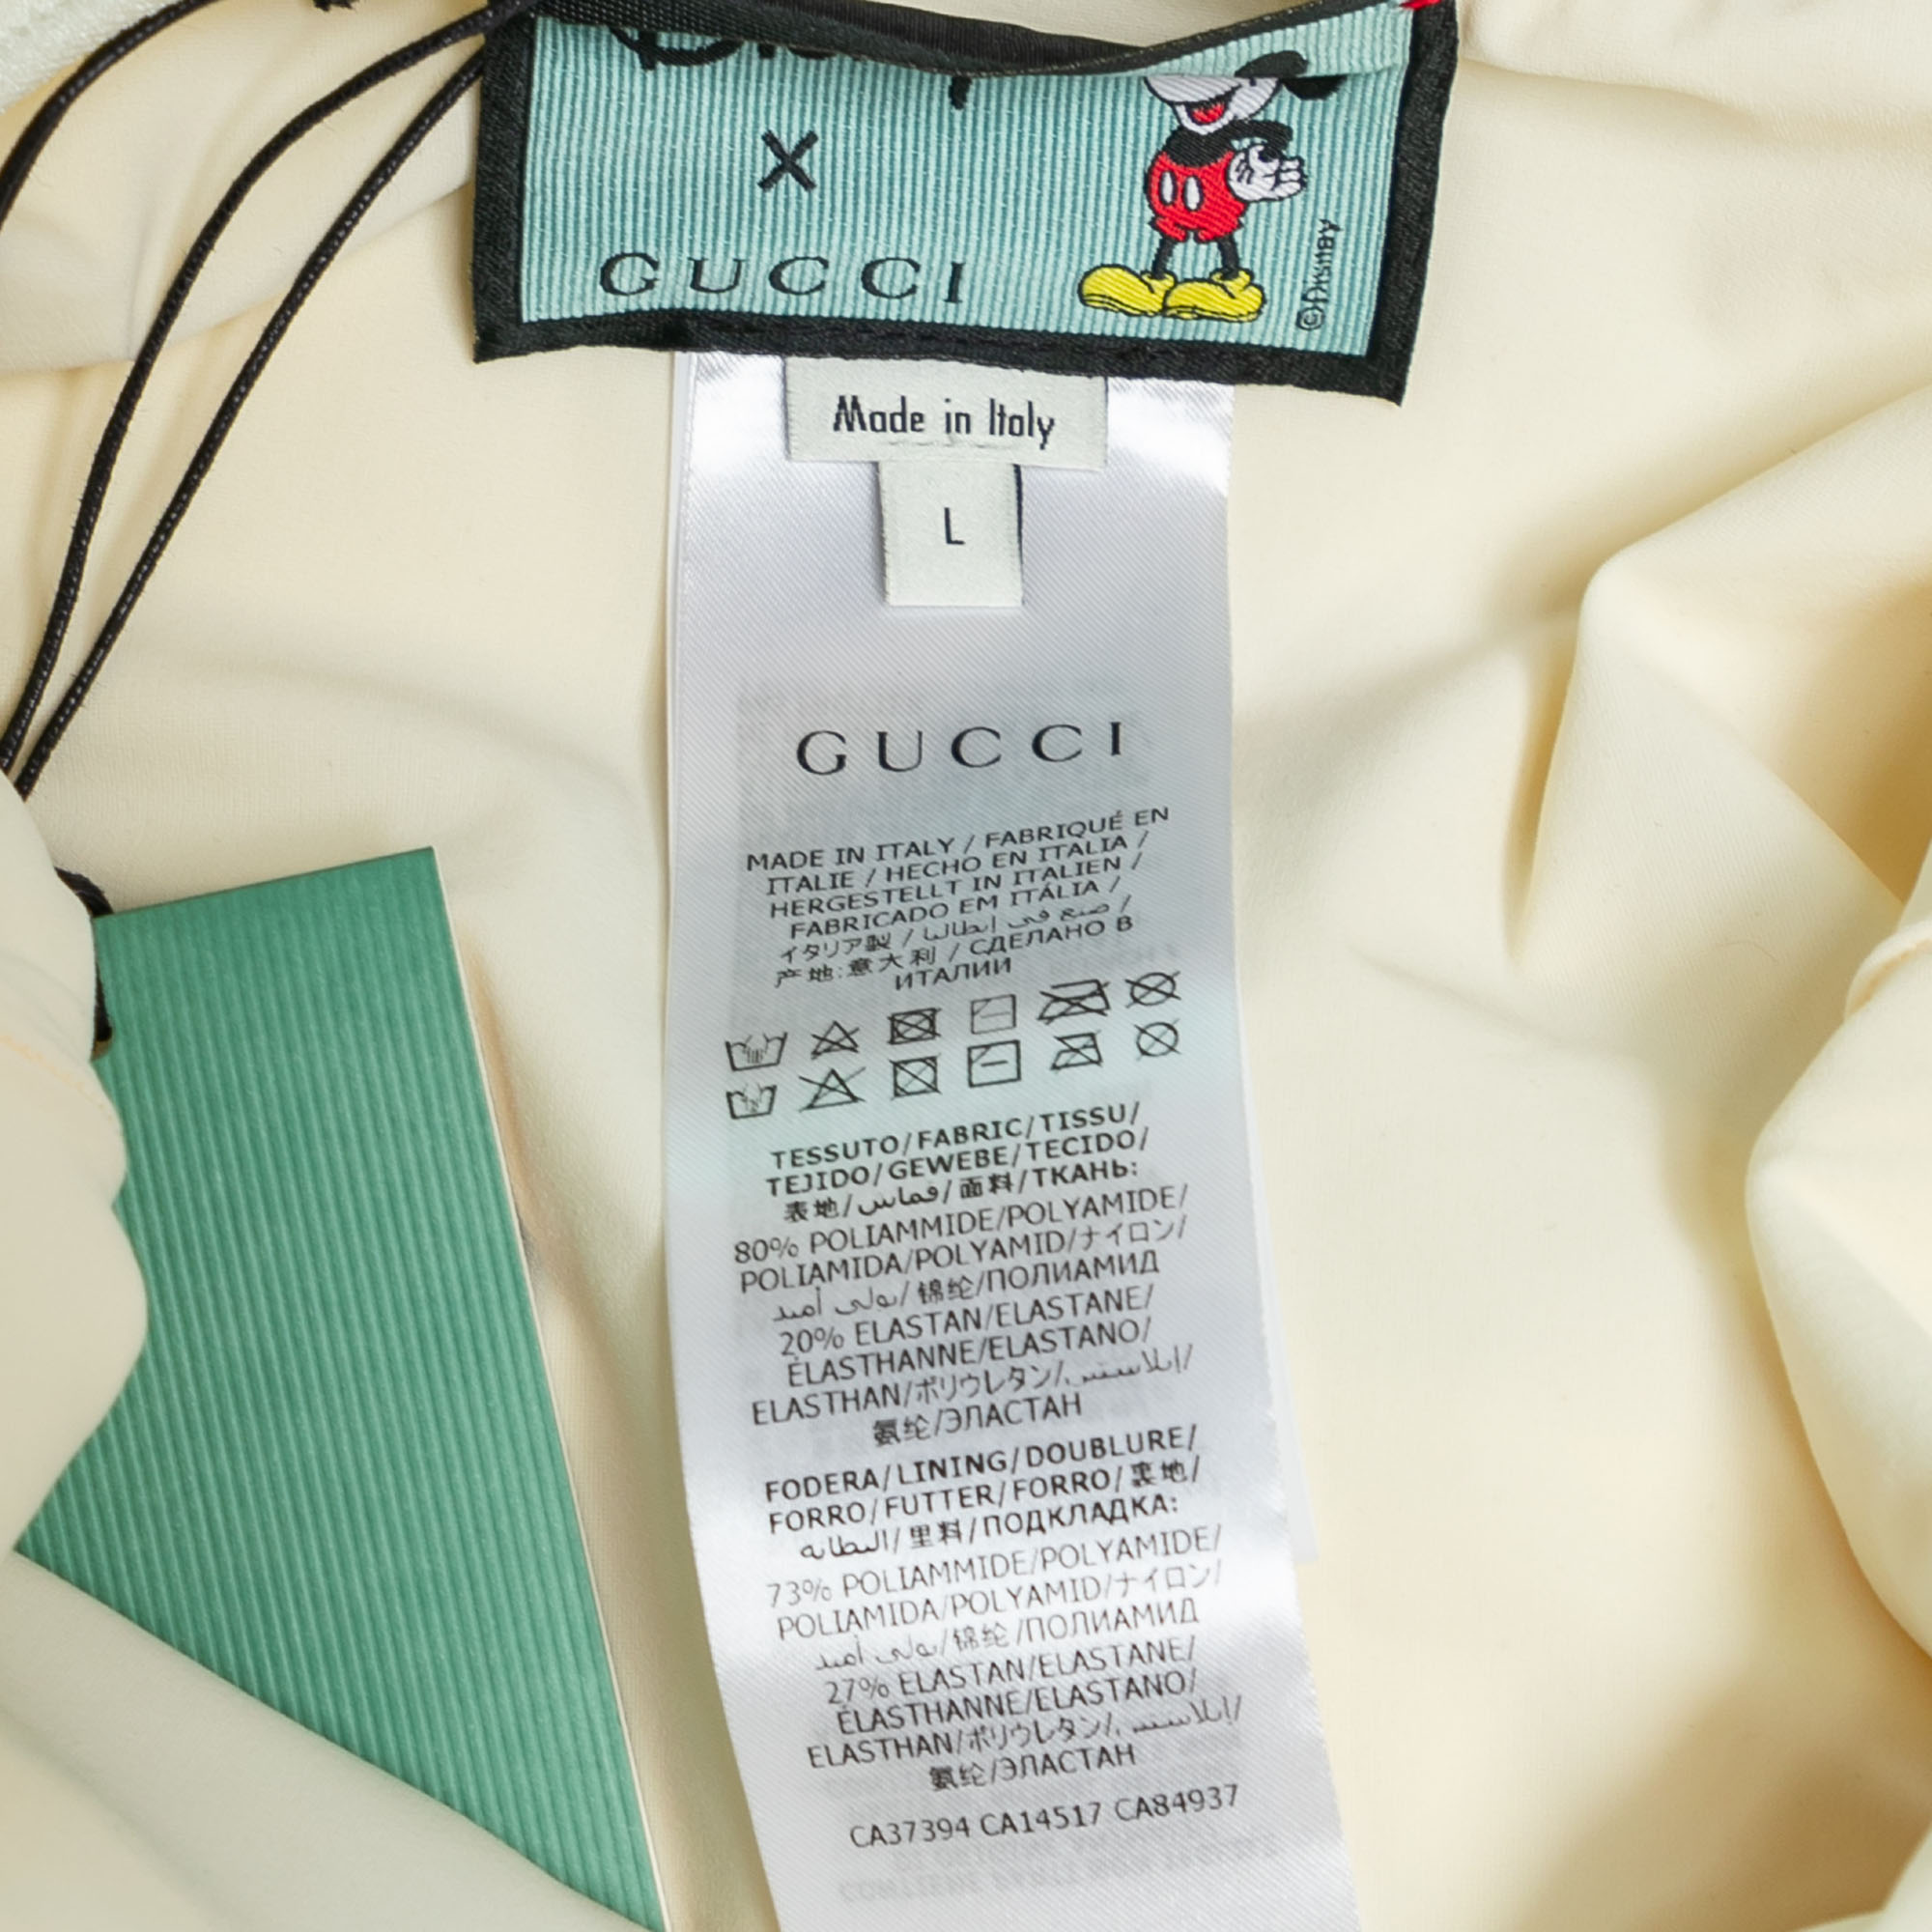 X
GUCCI
©Disney
Made in Italy
L
GUCCI
MADE IN ITALY / FABRIQUÉ EN
ITALIE / HECHO EN ITALIA /
HERGESTELLT IN ITALIEN /
FABRICADO EM ITÁLIA /
イタリア製 / صنع في إيطاليا /
产地:意大利 / СДЕЛАНО В
ИТАЛИИ
TESSUTO/FABRIC/TISSU/
TEJIDO/GEWEBE/TECIDO/
表地/قماش/面料/ТКАНЬ:
80% POLIAMMIDE/POLYAMIDE/
POLIAMIDA/POLYAMID/ナイロン/
بولي أميد/锦纶/ПОЛИАМИД
20% ELASTAN/ELASTANE/
ÉLASTHANNE/ELASTANO/
ELASTHAN/ポリウレタン/إيلاستين/
氨纶/ЭЛАСТАН
FODERA/LINING/DOUBLURE/
FORRO/FUTTER/FORRO/裏地/
البطانة/里料/ПОДКЛАДКА:
73% POLIAMMIDE/POLYAMIDE/
POLIAMIDA/POLYAMID/ナイロン/
بولي أميد/锦纶/ПОЛИАМИД
27% ELASTAN/ELASTANE/
ÉLASTHANNE/ELASTANO/
ELASTHAN/ポリウレタン/إيلاستين/
氨纶/ЭЛАСТАН
CA37394 CA14517 CA84937